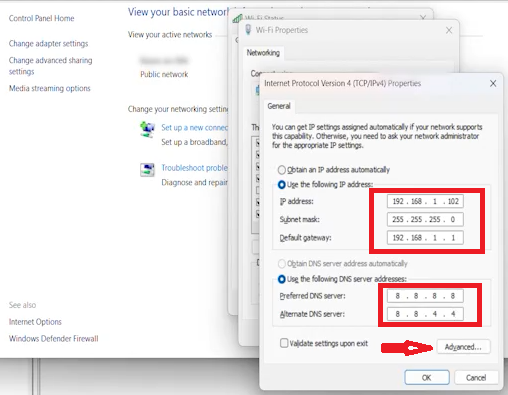 Control Panel Home
Change adapter settings
Change advanced sharing
settings
Media streaming options
See also
Internet Options
Windows Defender Firewall
View your basic network
View your active networks
Public network
Change your networking setting
Set up a new connec
Set up a broadband,
Troubleshoot proble
Diagnose and repair
Wi-Fi Status
Wi-Fi Properties
Networking
Internet Protocol Version 4 (TCP/IPv4) Properties
General
You can get IP settings assigned automatically if your network supports
this capability. Otherwise, you need to ask your network administrator
for the appropriate IP settings.
Obtain an IP address automatically
Use the following IP address:
IP address: 192 . 168 . 1 . 102
Subnet mask: 255 . 255 . 255 . 0
Default gateway: 192 . 168 . 1 . 1
Obtain DNS server address automatically
Use the following DNS server addresses:
Preferred DNS server: 8 . 8 . 8 . 8
Alternate DNS server: 8 . 8 . 4 . 4
Validate settings upon exit
Advanced...
OK Cancel